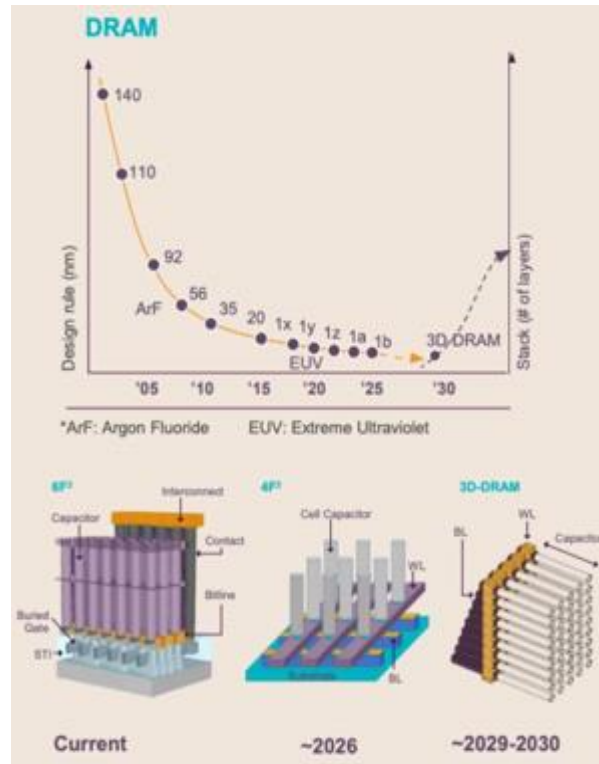 DRAM
Design rule (nm)
Stack (# of layers)
140
110
92
56
35
20
1x
1y
1z
1a
1b
3D DRAM
ArF
EUV
'05
'10
'15
'20
'25
'30
*ArF: Argon Fluoride EUV: Extreme Ultraviolet
6F²
Interconnect
Capacitor
Contact
Bitline
Buried
Gate
STI
Current
4F²
Cell Capacitor
WL
BL
Substrate
~2026
3D-DRAM
WL
BL
Capacitor
~2029-2030